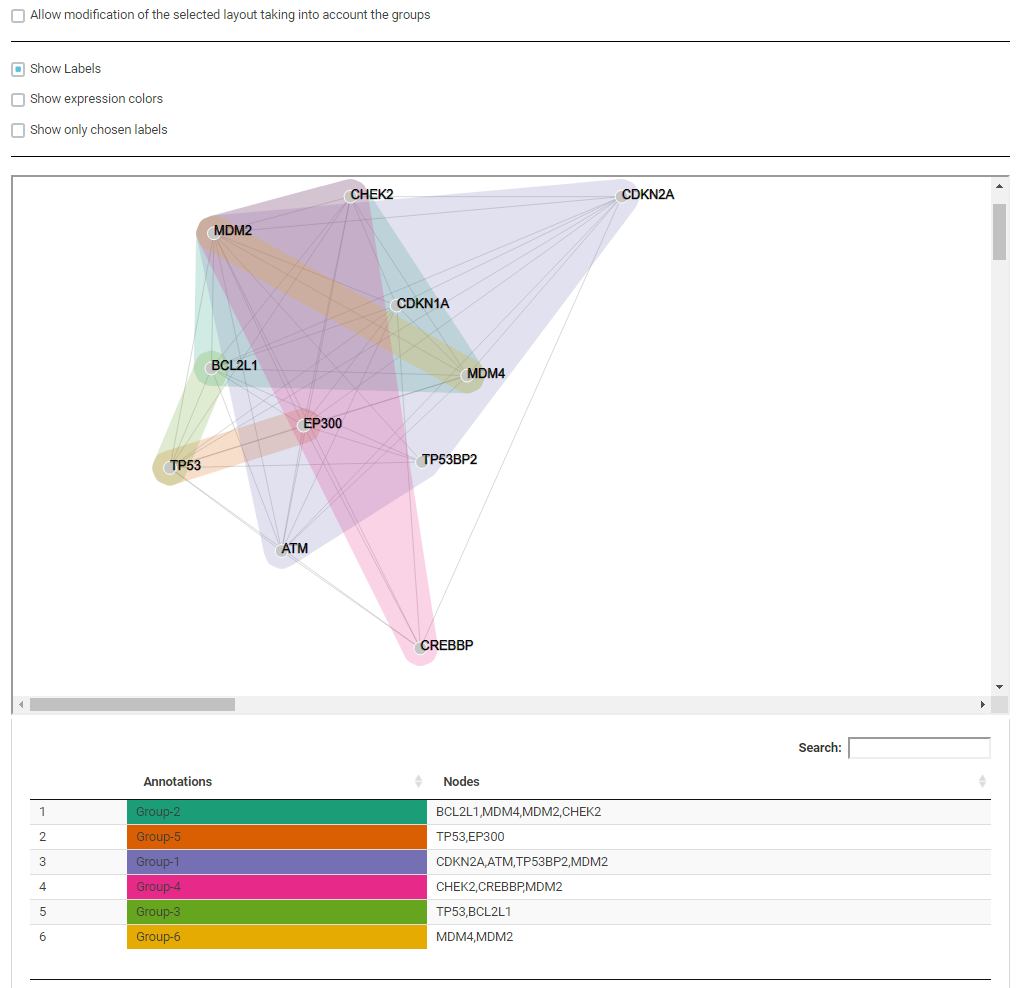 Allow modification of the selected layout taking into account the groups
Show Labels
Show expression colors
Show only chosen labels
CHEK2
CDKN2A
MDM2
CDKN1A
BCL2L1
MDM4
EP300
TP53BP2
TP53
ATM
CREBBP
Search:
Annotations Nodes
1 Group-2 BCL2L1,MDM4,MDM2,CHEK2
2 Group-5 TP53,EP300
3 Group-1 CDKN2A,ATM,TP53BP2,MDM2
4 Group-4 CHEK2,CREBBP,MDM2
5 Group-3 TP53,BCL2L1
6 Group-6 MDM4,MDM2